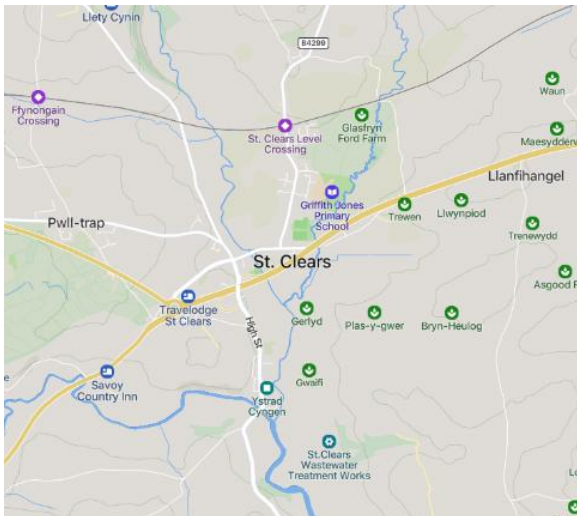 Llety Cynin
B4299
Waun
Ffynongain
Crossing
Glasfryn
Ford Farm
St. Clears Level
Crossing
Maesydderw
Llanfihangel
Griffith Jones
Primary
School
Trewen
Llwynpiod
Pwll-trap
Trenewydd
St. Clears
Asgood F
Travelodge
St Clears
High St
Gerlyd
Plas-y-gwer
Bryn-Heulog
Savoy
Country Inn
Gwaifi
Ystrad
Cyngen
St.Clears
Wastewater
Treatment Works